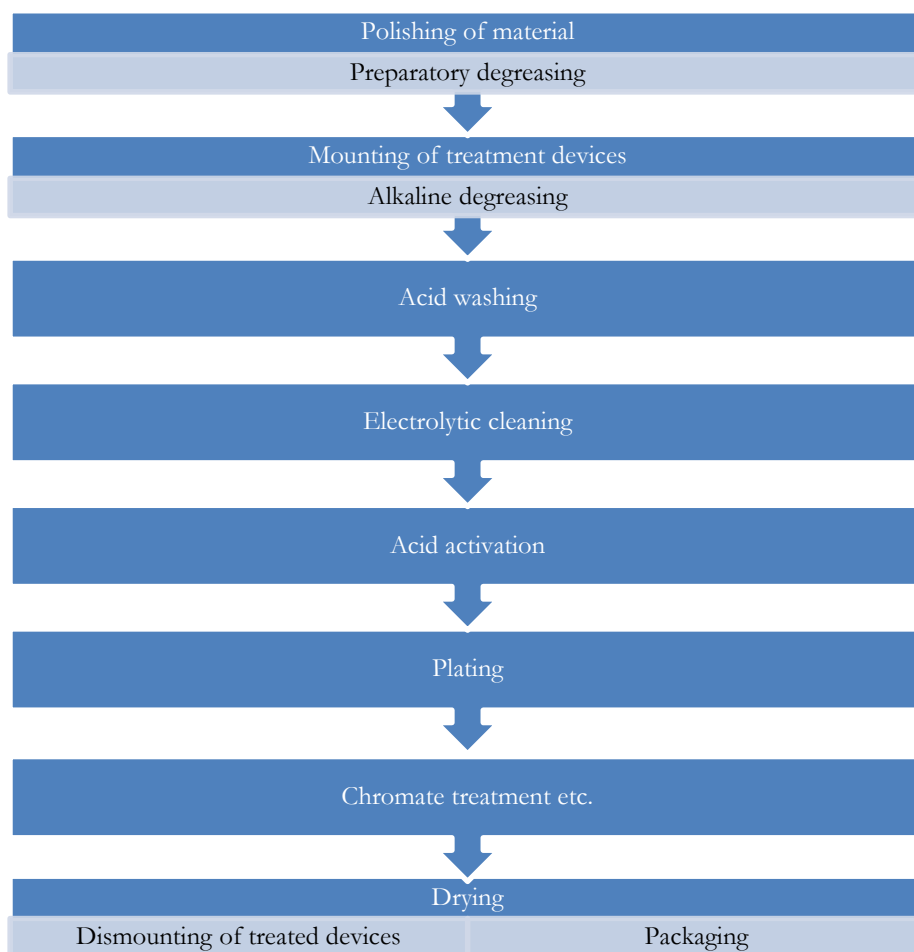 Polishing of material
Preparatory degreasing
Mounting of treatment devices
Alkaline degreasing
Acid washing
Electrolytic cleaning
Acid activation
Plating
Chromate treatment etc.
Drying
Dismounting of treated devices
Packaging